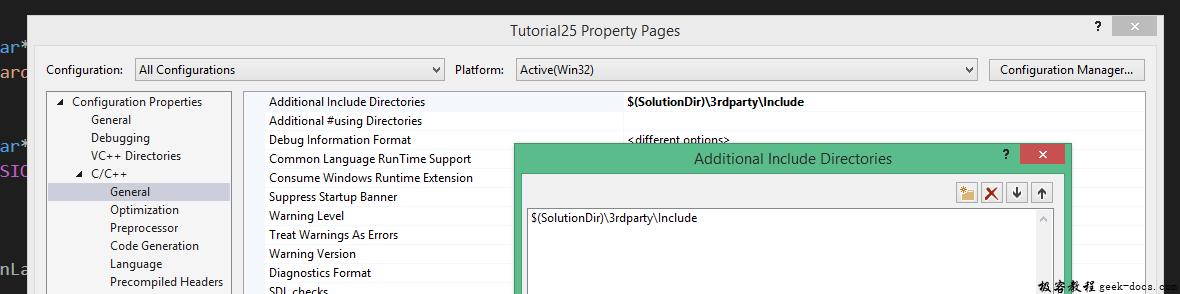 Tutorial25 Property Pages
?
ar*
Configuration:
All Configurations
Platform:
Active(Win32)
Configuration Manager...
Configuration Properties
General
Debugging
VC++ Directories
C/C++
General
Optimization
Preprocessor
Code Generation
Language
Precompiled Headers
Additional Include Directories
$(SolutionDir)\3rdparty\Include
Additional #using Directories
Debug Information Format
<different options>
Common Language RunTime Support
Consume Windows Runtime Extension
Suppress Startup Banner
Warning Level
Treat Warnings As Errors
Warning Version
Diagnostics Format
SDL checks
Additional Include Directories
?
$(SolutionDir)\3rdparty\Include
ar*
SIO
nLa
极客教程 geek-docs.com